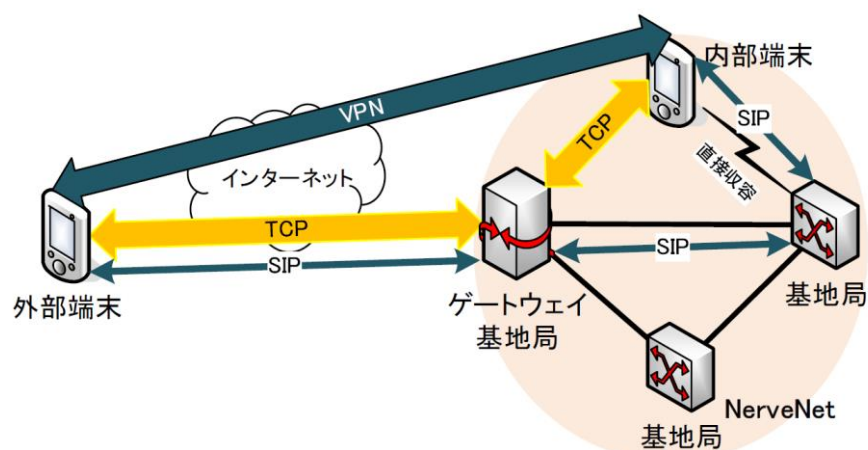 内部端末
VPN
SIP
TCP
直接収容
インターネット
TCP
SIP
SIP
外部端末
ゲートウェイ
基地局
基地局
NerveNet
基地局